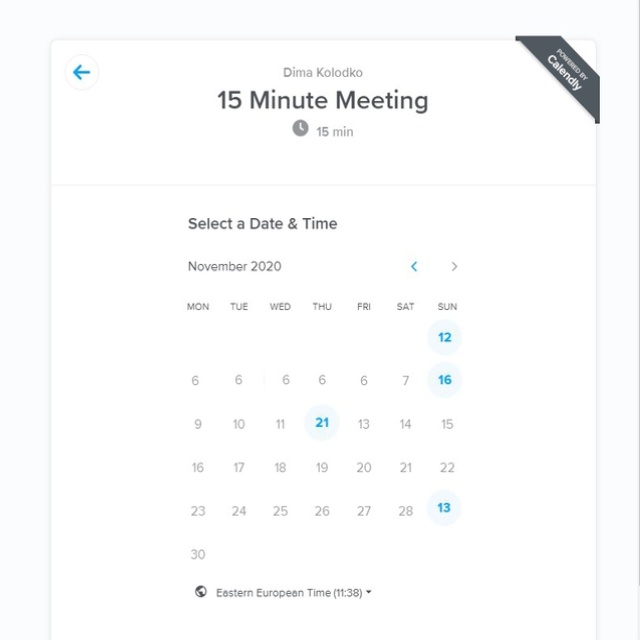 POWERED BY
Calendly
Dima Kolodko
15 Minute Meeting
15 min
Select a Date & Time
November 2020
MON TUE WED THU FRI SAT SUN
12
6 6 6 6 6 7 16
9 10 11 21 13 14 15
16 17 18 19 20 21 22
23 24 25 26 27 28 13
30
Eastern European Time (11:38)